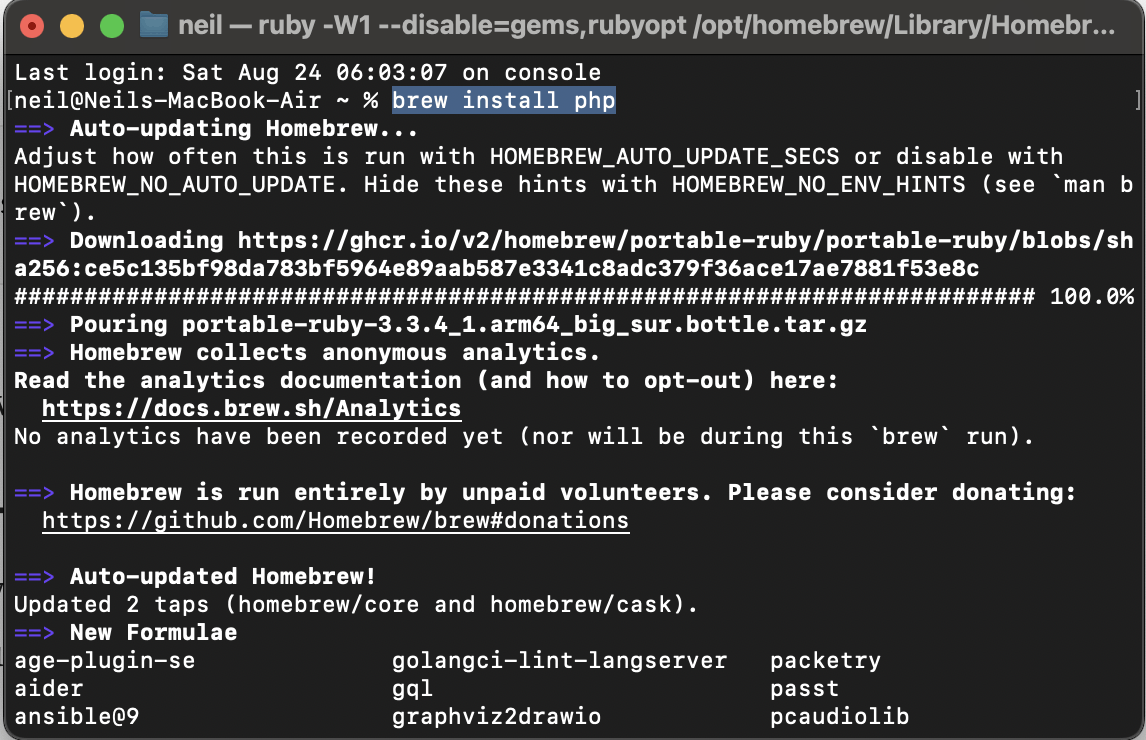 neil — ruby -W1 --disable=gems,rubyopt /opt/homebrew/Library/Homebr...
Last login: Sat Aug 24 06:03:07 on console
[neil@Neils-MacBook-Air ~ % brew install php ]
==> Auto-updating Homebrew...
Adjust how often this is run with HOMEBREW_AUTO_UPDATE_SECS or disable with
HOMEBREW_NO_AUTO_UPDATE. Hide these hints with HOMEBREW_NO_ENV_HINTS (see `man b
rew`).
==> Downloading https://ghcr.io/v2/homebrew/portable-ruby/portable-ruby/blobs/sh
a256:ce5c135bf98da783bf5964e89aab587e3341c8adc379f36ace17ae7881f53e8c
######################################################################### 100.0%
==> Pouring portable-ruby-3.3.4_1.arm64_big_sur.bottle.tar.gz
==> Homebrew collects anonymous analytics.
Read the analytics documentation (and how to opt-out) here:
  https://docs.brew.sh/Analytics
No analytics have been recorded yet (nor will be during this `brew` run).
==> Homebrew is run entirely by unpaid volunteers. Please consider donating:
  https://github.com/Homebrew/brew#donations
==> Auto-updated Homebrew!
Updated 2 taps (homebrew/core and homebrew/cask).
==> New Formulae
age-plugin-se              golangci-lint-langserver   packetry
aider                      gql                        passt
ansible@9                  graphviz2drawio            pcaudiolib